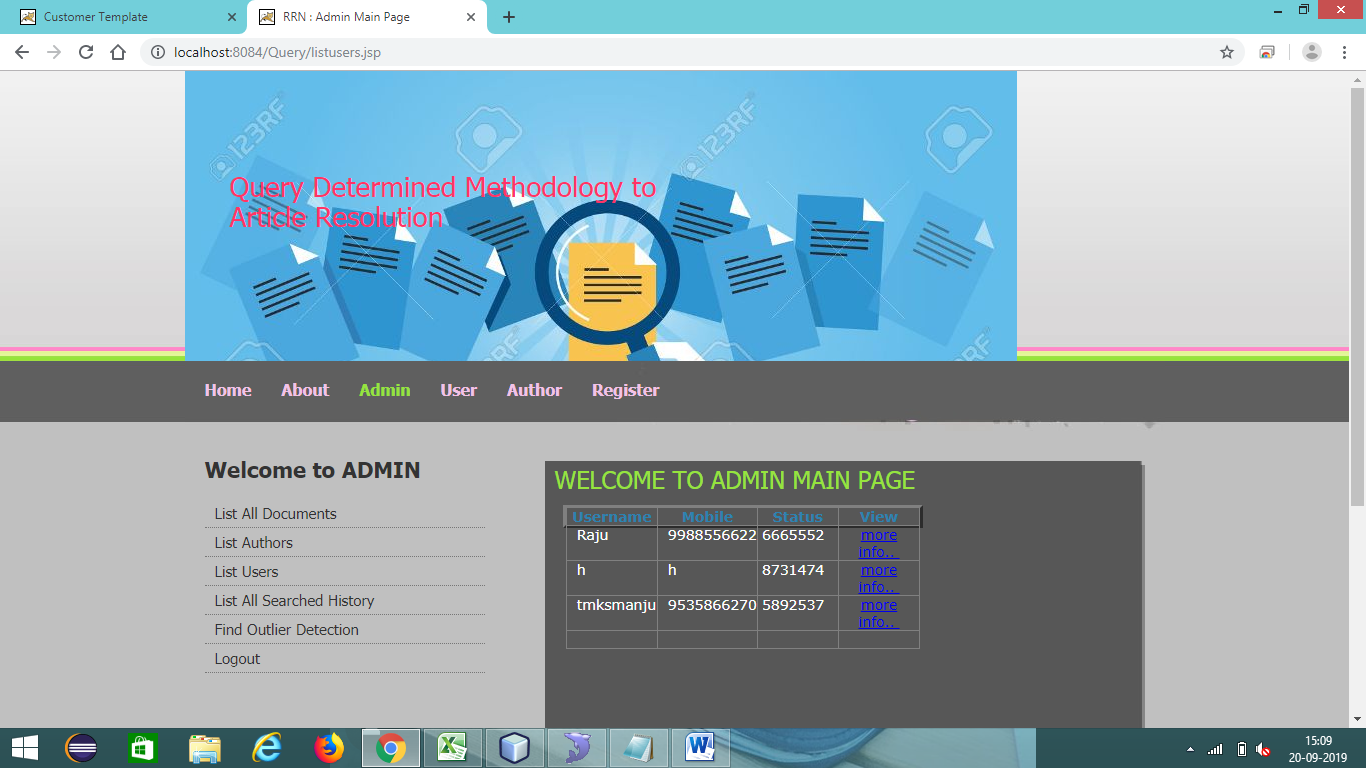 Customer Template
RRN : Admin Main Page
localhost:8084/Query/listusers.jsp
123RF
123RF
Query Determined Methodology to
Article Resolution
Home About Admin User Author Register
Welcome to ADMIN
List All Documents
List Authors
List Users
List All Searched History
Find Outlier Detection
Logout
WELCOME TO ADMIN MAIN PAGE
Username Mobile Status View
Raju 9988556622 6665552 more
info..
h h 8731474 more
info..
tmksmanju 9535866270 5892537 more
info..
15:09
20-09-2019